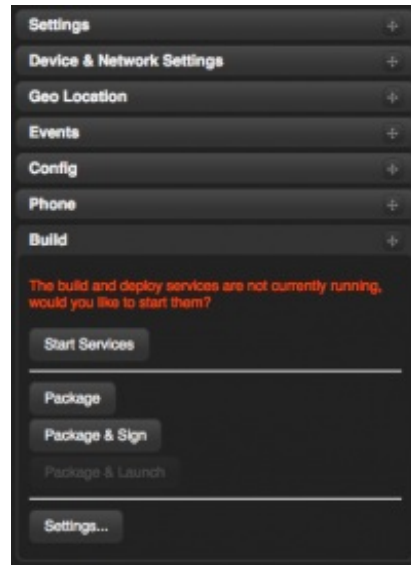 Settings
Device & Network Settings
Geo Location
Events
Config
Phone
Build
The build and deploy services are not currently running,
would you like to start them?
Start Services
Package
Package & Sign
Package & Launch
Settings...